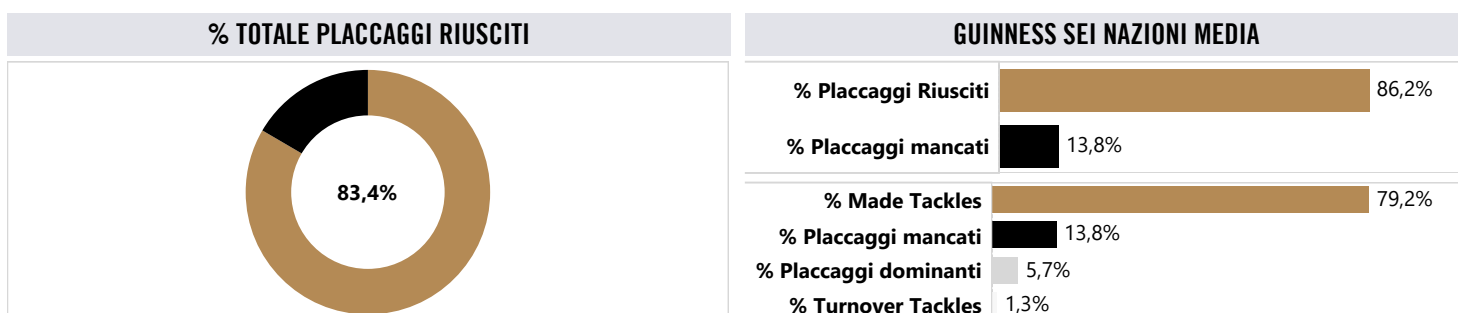 % TOTALE PLACCAGGI RIUSCITI
83,4%
GUINNESS SEI NAZIONI MEDIA
% Placcaggi Riusciti 86,2%
% Placcaggi mancati 13,8%
% Made Tackles 79,2%
% Placcaggi mancati 13,8%
% Placcaggi dominanti 5,7%
% Turnover Tackles 1,3%